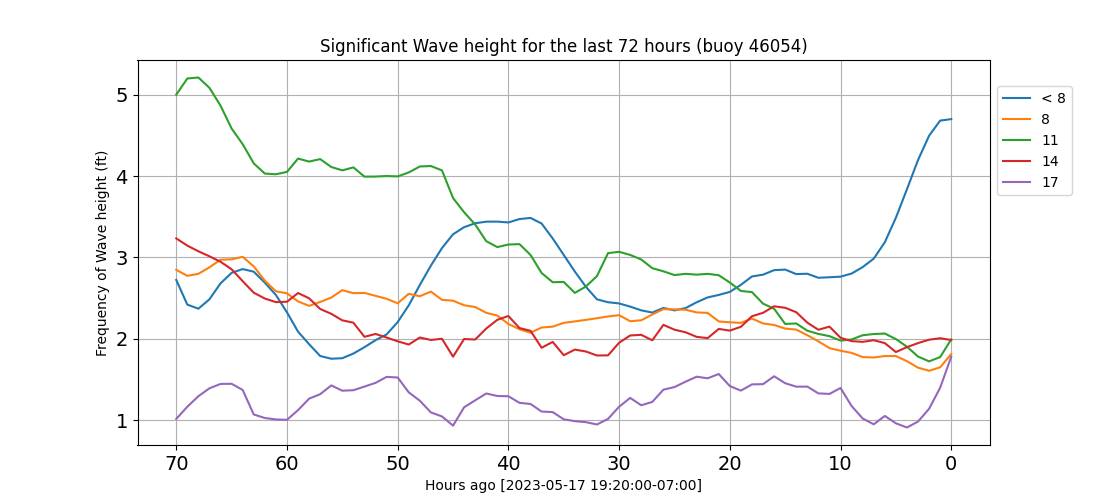 Significant Wave height for the last 72 hours (buoy 46054)
Frequency of Wave height (ft)
5
4
3
2
1
70 60 50 40 30 20 10 0
Hours ago [2023-05-17 19:20:00-07:00]
< 8
8
11
14
17